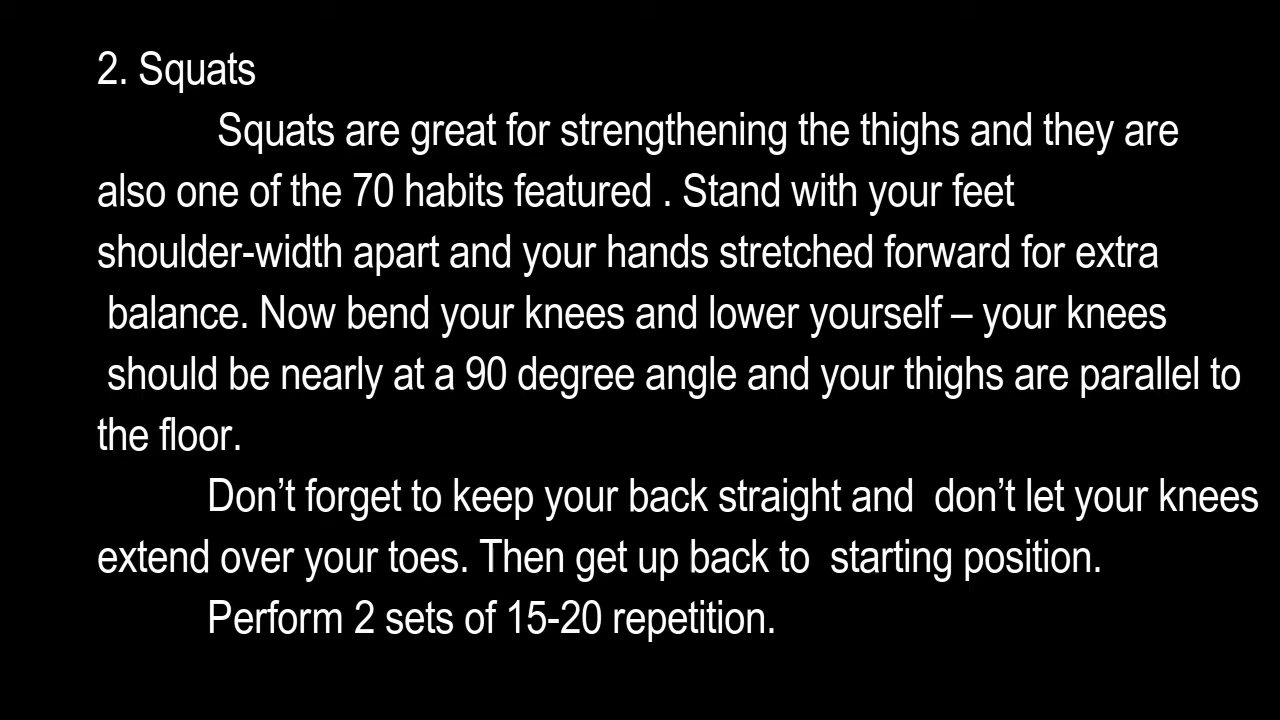 2. Squats
Squats are great for strengthening the thighs and they are
also one of the 70 habits featured . Stand with your feet
shoulder-width apart and your hands stretched forward for extra
balance. Now bend your knees and lower yourself – your knees
should be nearly at a 90 degree angle and your thighs are parallel to
the floor.
Don’t forget to keep your back straight and  don’t let your knees
extend over your toes. Then get up back to  starting position.
Perform 2 sets of 15-20 repetition.